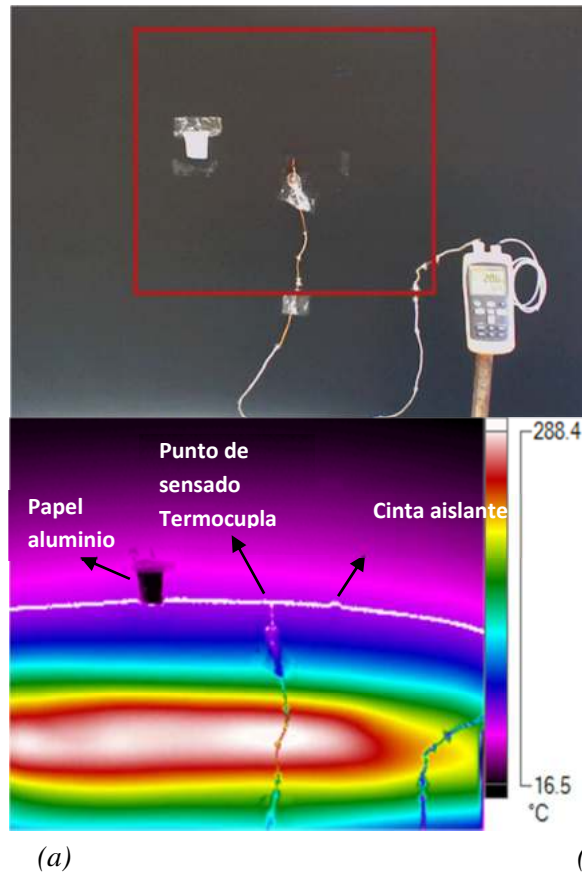 Punto de
sensado
Termocupla
Papel
aluminio
Cinta aislante
288.4
16.5
°C
(a)
(